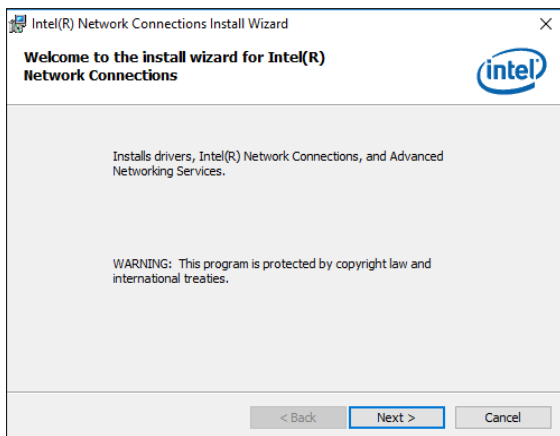 Intel(R) Network Connections Install Wizard
Welcome to the install wizard for Intel(R)
Network Connections
intel
Installs drivers, Intel(R) Network Connections, and Advanced
Networking Services.
WARNING: This program is protected by copyright law and
international treaties.
< Back Next > Cancel